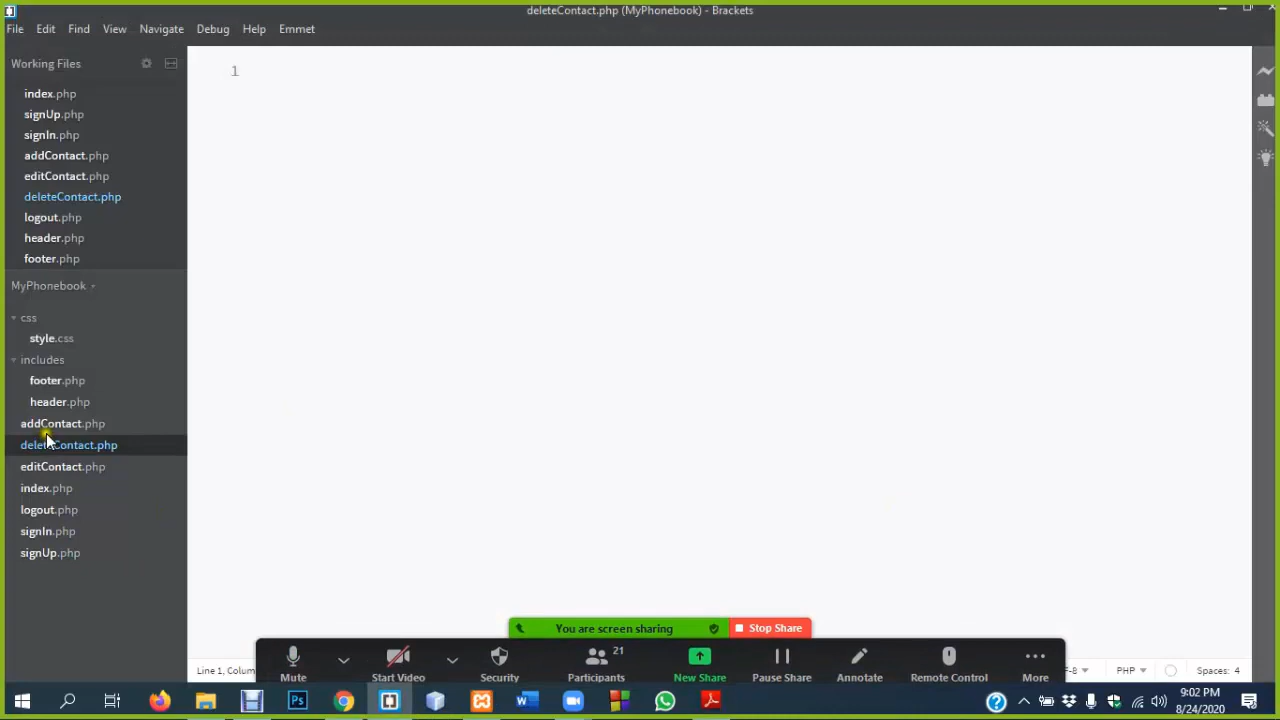 deleteContact.php (MyPhonebook) - Brackets
File Edit Find View Navigate Debug Help Emmet
Working Files
1
index.php
signUp.php
signIn.php
addContact.php
editContact.php
deleteContact.php
logout.php
header.php
footer.php
MyPhonebook
css
style.css
includes
footer.php
header.php
addContact.php
deleteContact.php
editContact.php
index.php
logout.php
signIn.php
signUp.php
You are screen sharing Stop Share
21
Mute Start Video Security Participants New Share Pause Share Annotate Remote Control More
Line 1, Colum F-8 PHP Spaces: 4
9:02 PM
8/24/2020